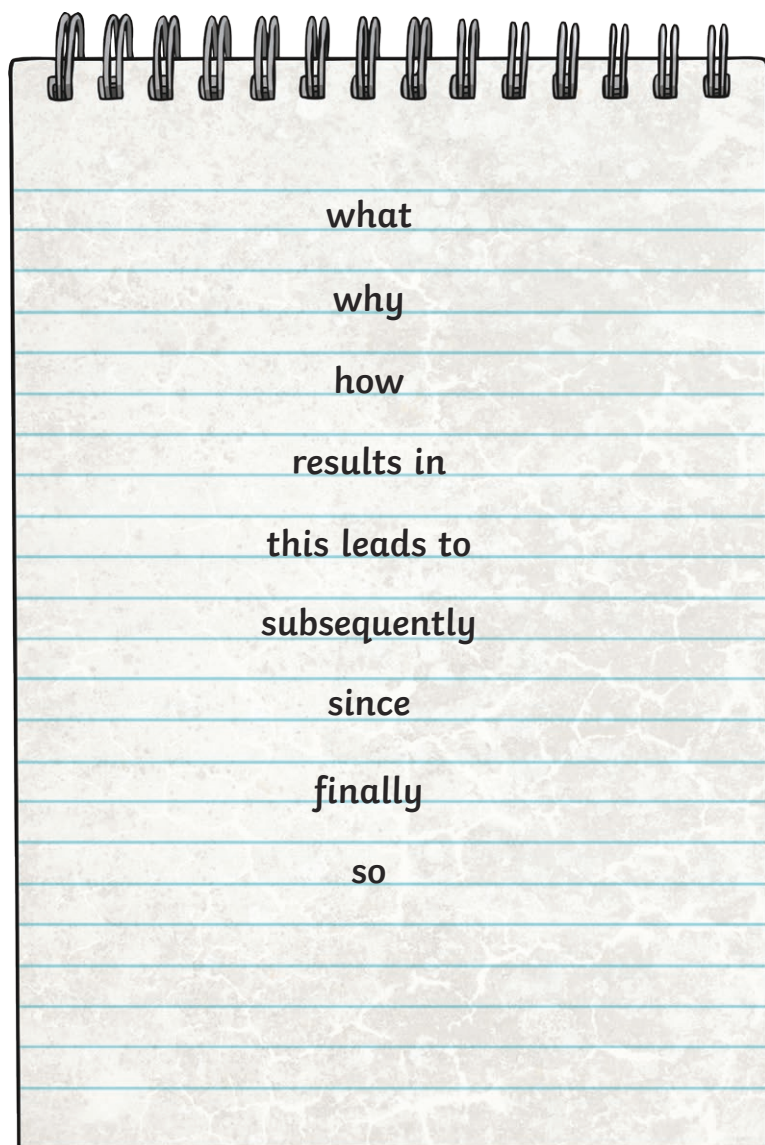 what
why
how
results in
this leads to
subsequently
since
finally
so